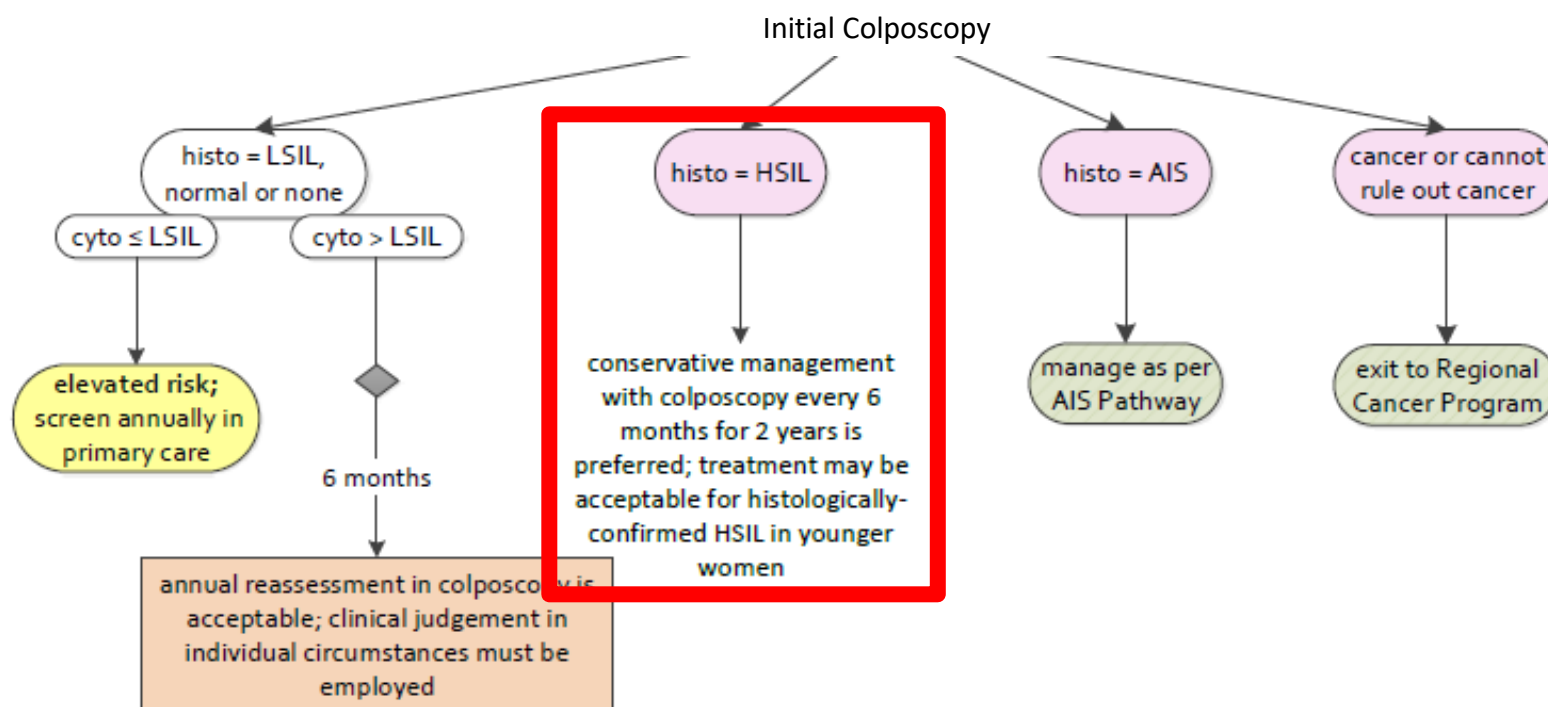 Initial Colposcopy
histo = LSIL,
normal or none
cyto ≤ LSIL
cyto > LSIL
elevated risk;
screen annually in
primary care
6 months
annual reassessment in colposcopy is
acceptable; clinical judgement in
individual circumstances must be
employed
histo = HSIL
conservative management
with colposcopy every 6
months for 2 years is
preferred; treatment may be
acceptable for histologically-
confirmed HSIL in younger
women
histo = AIS
manage as per
AIS Pathway
cancer or cannot
rule out cancer
exit to Regional
Cancer Program